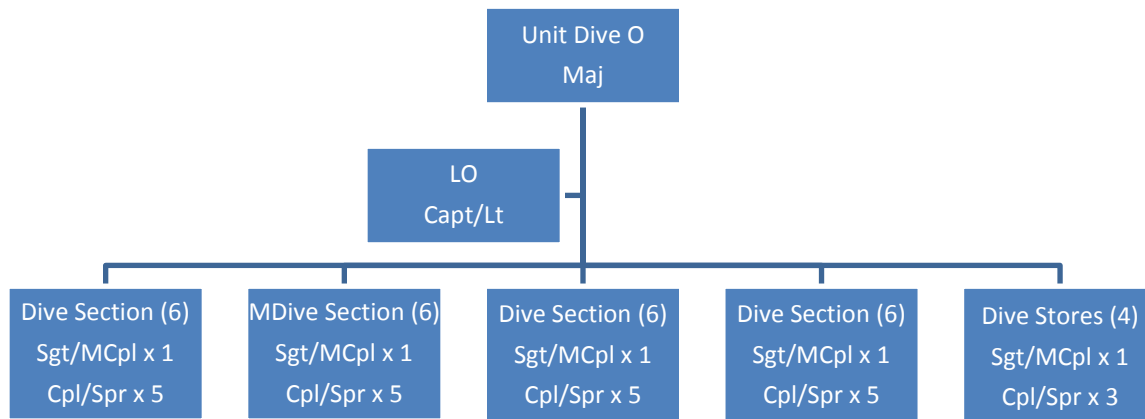 Unit Dive O
Maj
LO
Capt/Lt
Dive Section (6)
Sgt/MCpl x 1
Cpl/Spr x 5
MDive Section (6)
Sgt/MCpl x 1
Cpl/Spr x 5
Dive Section (6)
Sgt/MCpl x 1
Cpl/Spr x 5
Dive Section (6)
Sgt/MCpl x 1
Cpl/Spr x 5
Dive Stores (4)
Sgt/MCpl x 1
Cpl/Spr x 3